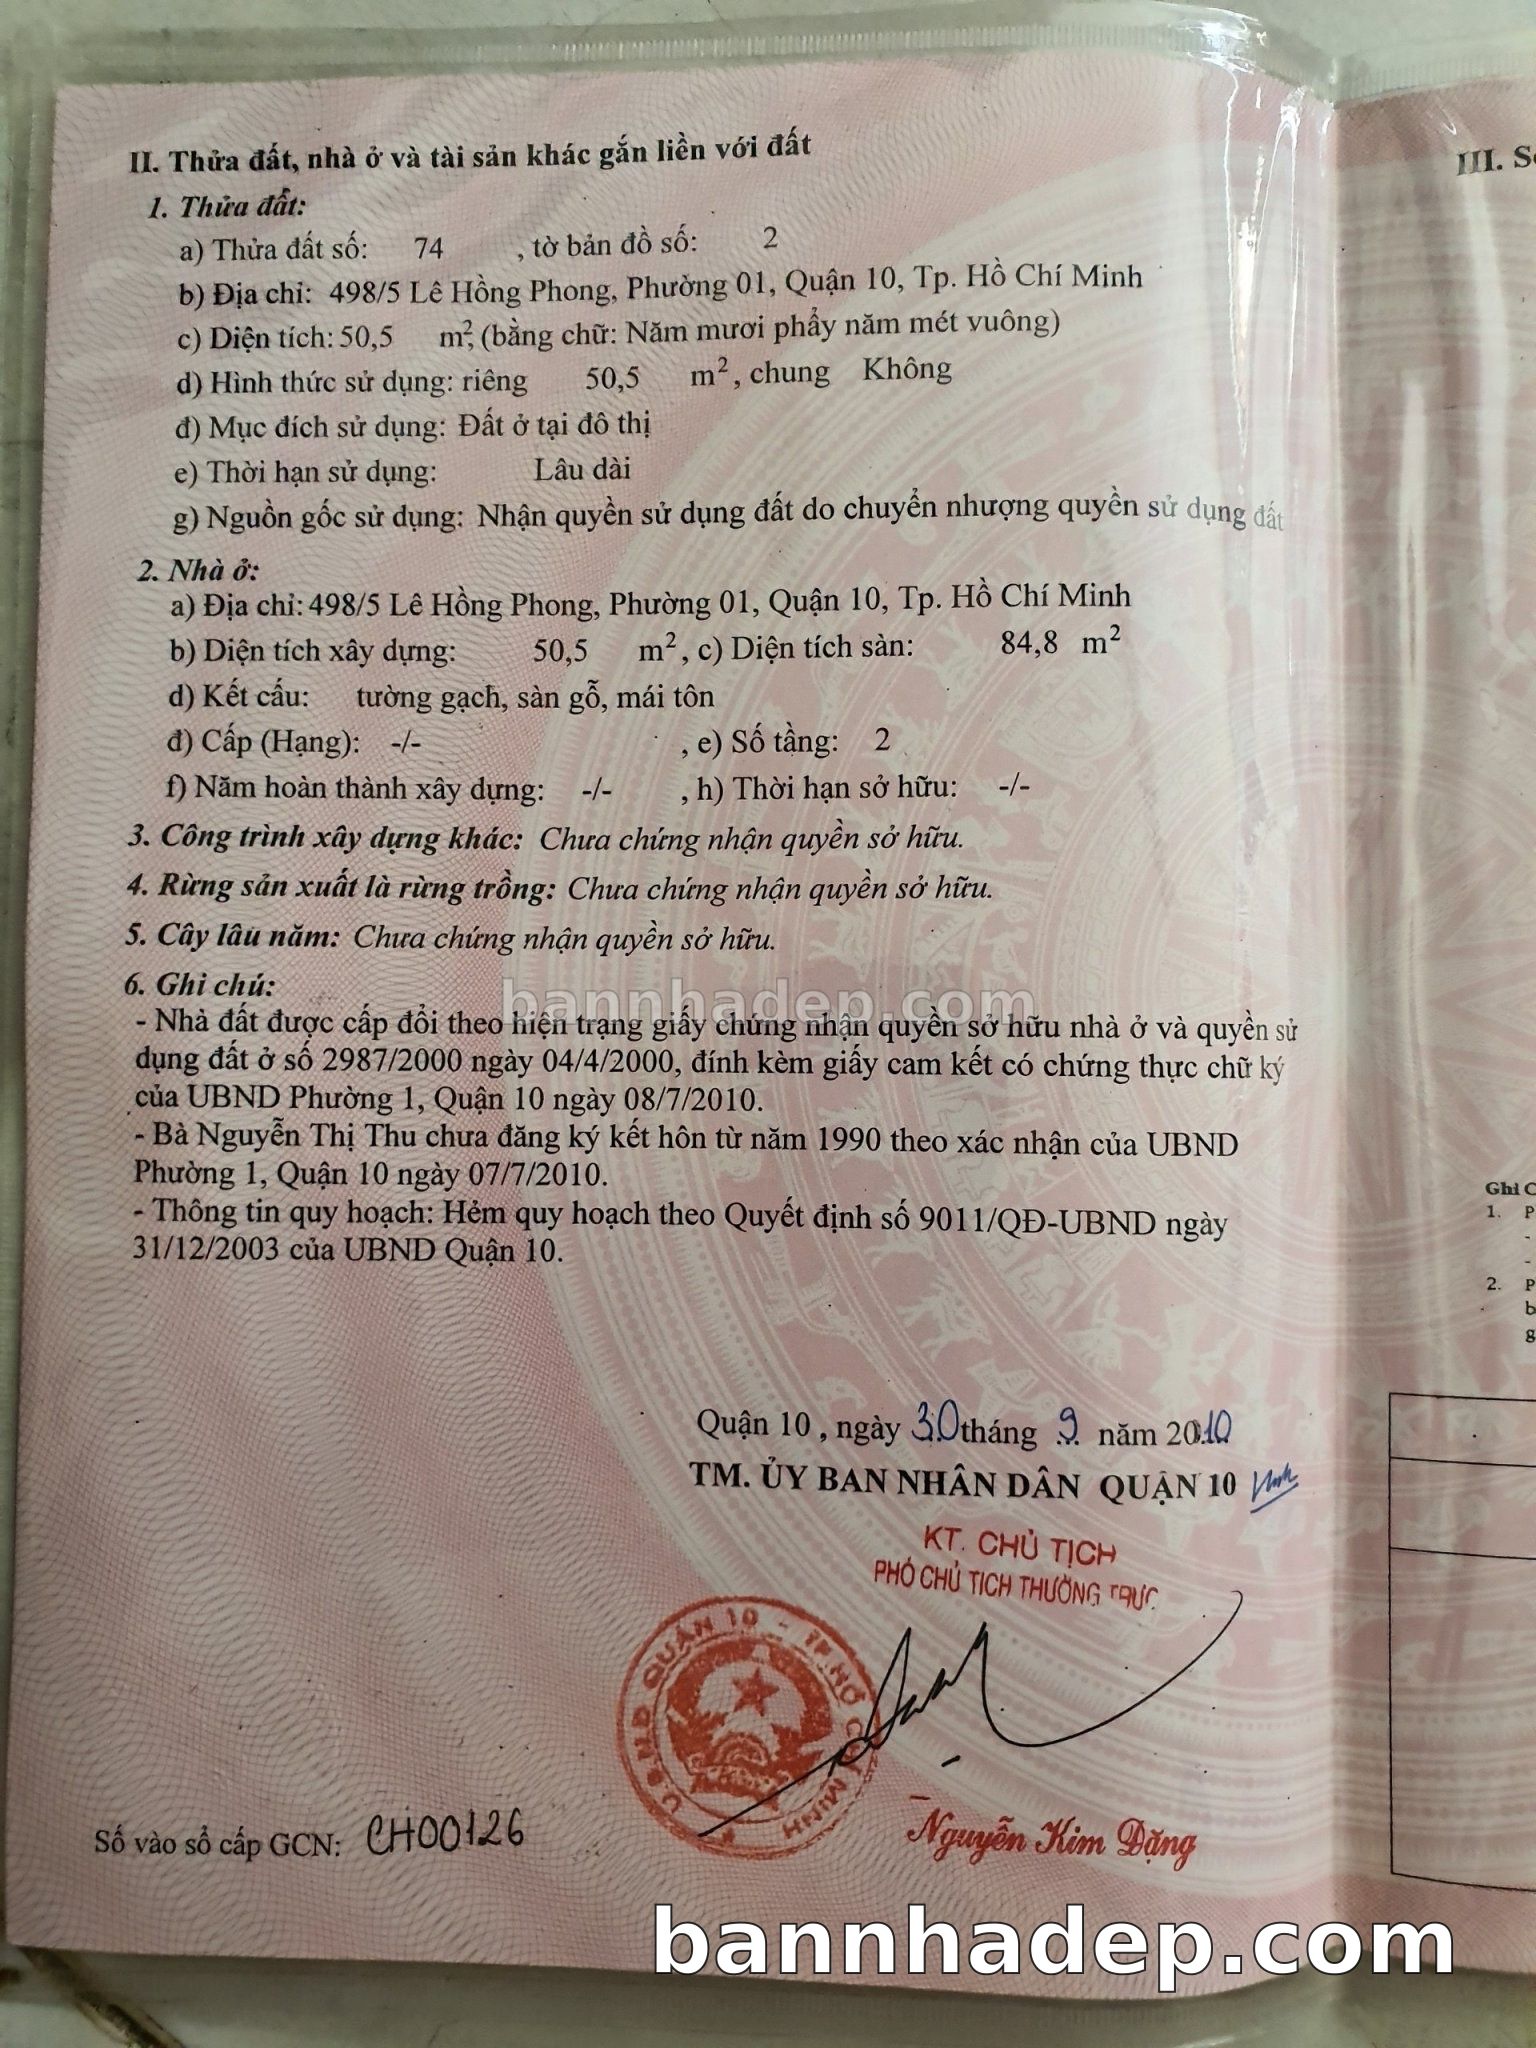 II. Thửa đất, nhà ở và tài sản khác gắn liền với đất
1. Thửa đất:
a) Thửa đất số: 74 , tờ bản đồ số: 2
b) Địa chỉ: 498/5 Lê Hồng Phong, Phường 01, Quận 10, Tp. Hồ Chí Minh
c) Diện tích: 50,5 m², (bằng chữ: Năm mươi phẩy năm mét vuông)
d) Hình thức sử dụng: riêng 50,5 m², chung Không
đ) Mục đích sử dụng: Đất ở tại đô thị
e) Thời hạn sử dụng: Lâu dài
g) Nguồn gốc sử dụng: Nhận quyền sử dụng đất do chuyển nhượng quyền sử dụng đất
2. Nhà ở:
a) Địa chỉ: 498/5 Lê Hồng Phong, Phường 01, Quận 10, Tp. Hồ Chí Minh
b) Diện tích xây dựng: 50,5 m², c) Diện tích sàn: 84,8 m²
d) Kết cấu: tường gạch, sàn gỗ, mái tôn
đ) Cấp (Hạng): -/- , e) Số tầng: 2
f) Năm hoàn thành xây dựng: -/- , h) Thời hạn sở hữu: -/-
3. Công trình xây dựng khác: Chưa chứng nhận quyền sở hữu.
4. Rừng sản xuất là rừng trồng: Chưa chứng nhận quyền sở hữu.
5. Cây lâu năm: Chưa chứng nhận quyền sở hữu.
6. Ghi chú:
bannhadep.com
- Nhà đất được cấp đổi theo hiện trạng giấy chứng nhận quyền sở hữu nhà ở và quyền sử
dụng đất ở số 2987/2000 ngày 04/4/2000, đính kèm giấy cam kết có chứng thực chữ ký
của UBND Phường 1, Quận 10 ngày 08/7/2010.
- Bà Nguyễn Thị Thu chưa đăng ký kết hôn từ năm 1990 theo xác nhận của UBND
Phường 1, Quận 10 ngày 07/7/2010.
- Thông tin quy hoạch: Hẻm quy hoạch theo Quyết định số 9011/QĐ-UBND ngày
31/12/2003 của UBND Quận 10.
Quận 10 , ngày 30 tháng 9 năm 2010
TM. ỦY BAN NHÂN DÂN QUẬN 10
KT. CHỦ TỊCH
PHÓ CHỦ TỊCH THƯỜNG TRỰC
U.B.N.D QUẬN 10 - TP. HỒ CHÍ MINH
Nguyễn Kim Đặng
Số vào sổ cấp GCN: CH00126
bannhadep.com
III.
Ghi
1.
2.